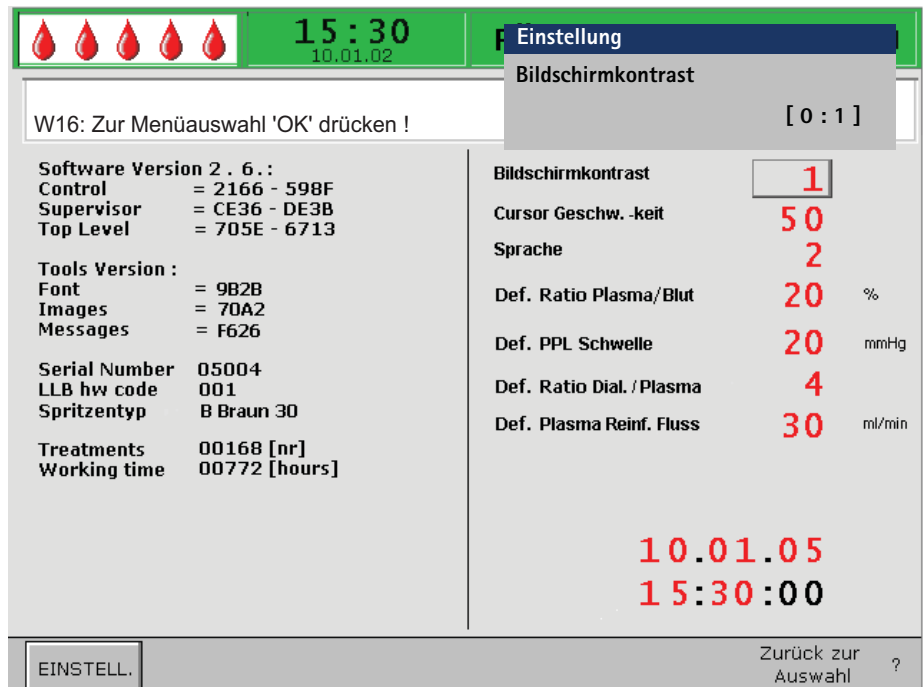 15:30
10.01.02
Einstellung
Bildschirmkontrast
[ 0 : 1 ]
W16: Zur Menüauswahl 'OK' drücken !
Software Version 2 . 6.:
Control = 2166 - 598F
Supervisor = CE36 - DE3B
Top Level = 705E - 6713
Tools Version :
Font = 9B2B
Images = 70A2
Messages = F626
Serial Number 05004
LLB hw code 001
Spritzentyp B Braun 30
Treatments 00168 [nr]
Working time 00772 [hours]
Bildschirmkontrast 1
Cursor Geschw. -keit 50
Sprache 2
Def. Ratio Plasma/Blut 20 %
Def. PPL Schwelle 20 mmHg
Def. Ratio Dial. / Plasma 4
Def. Plasma Reinf. Fluss 30 ml/min
10.01.05
15:30:00
EINSTELL.
Zurück zur
Auswahl
?